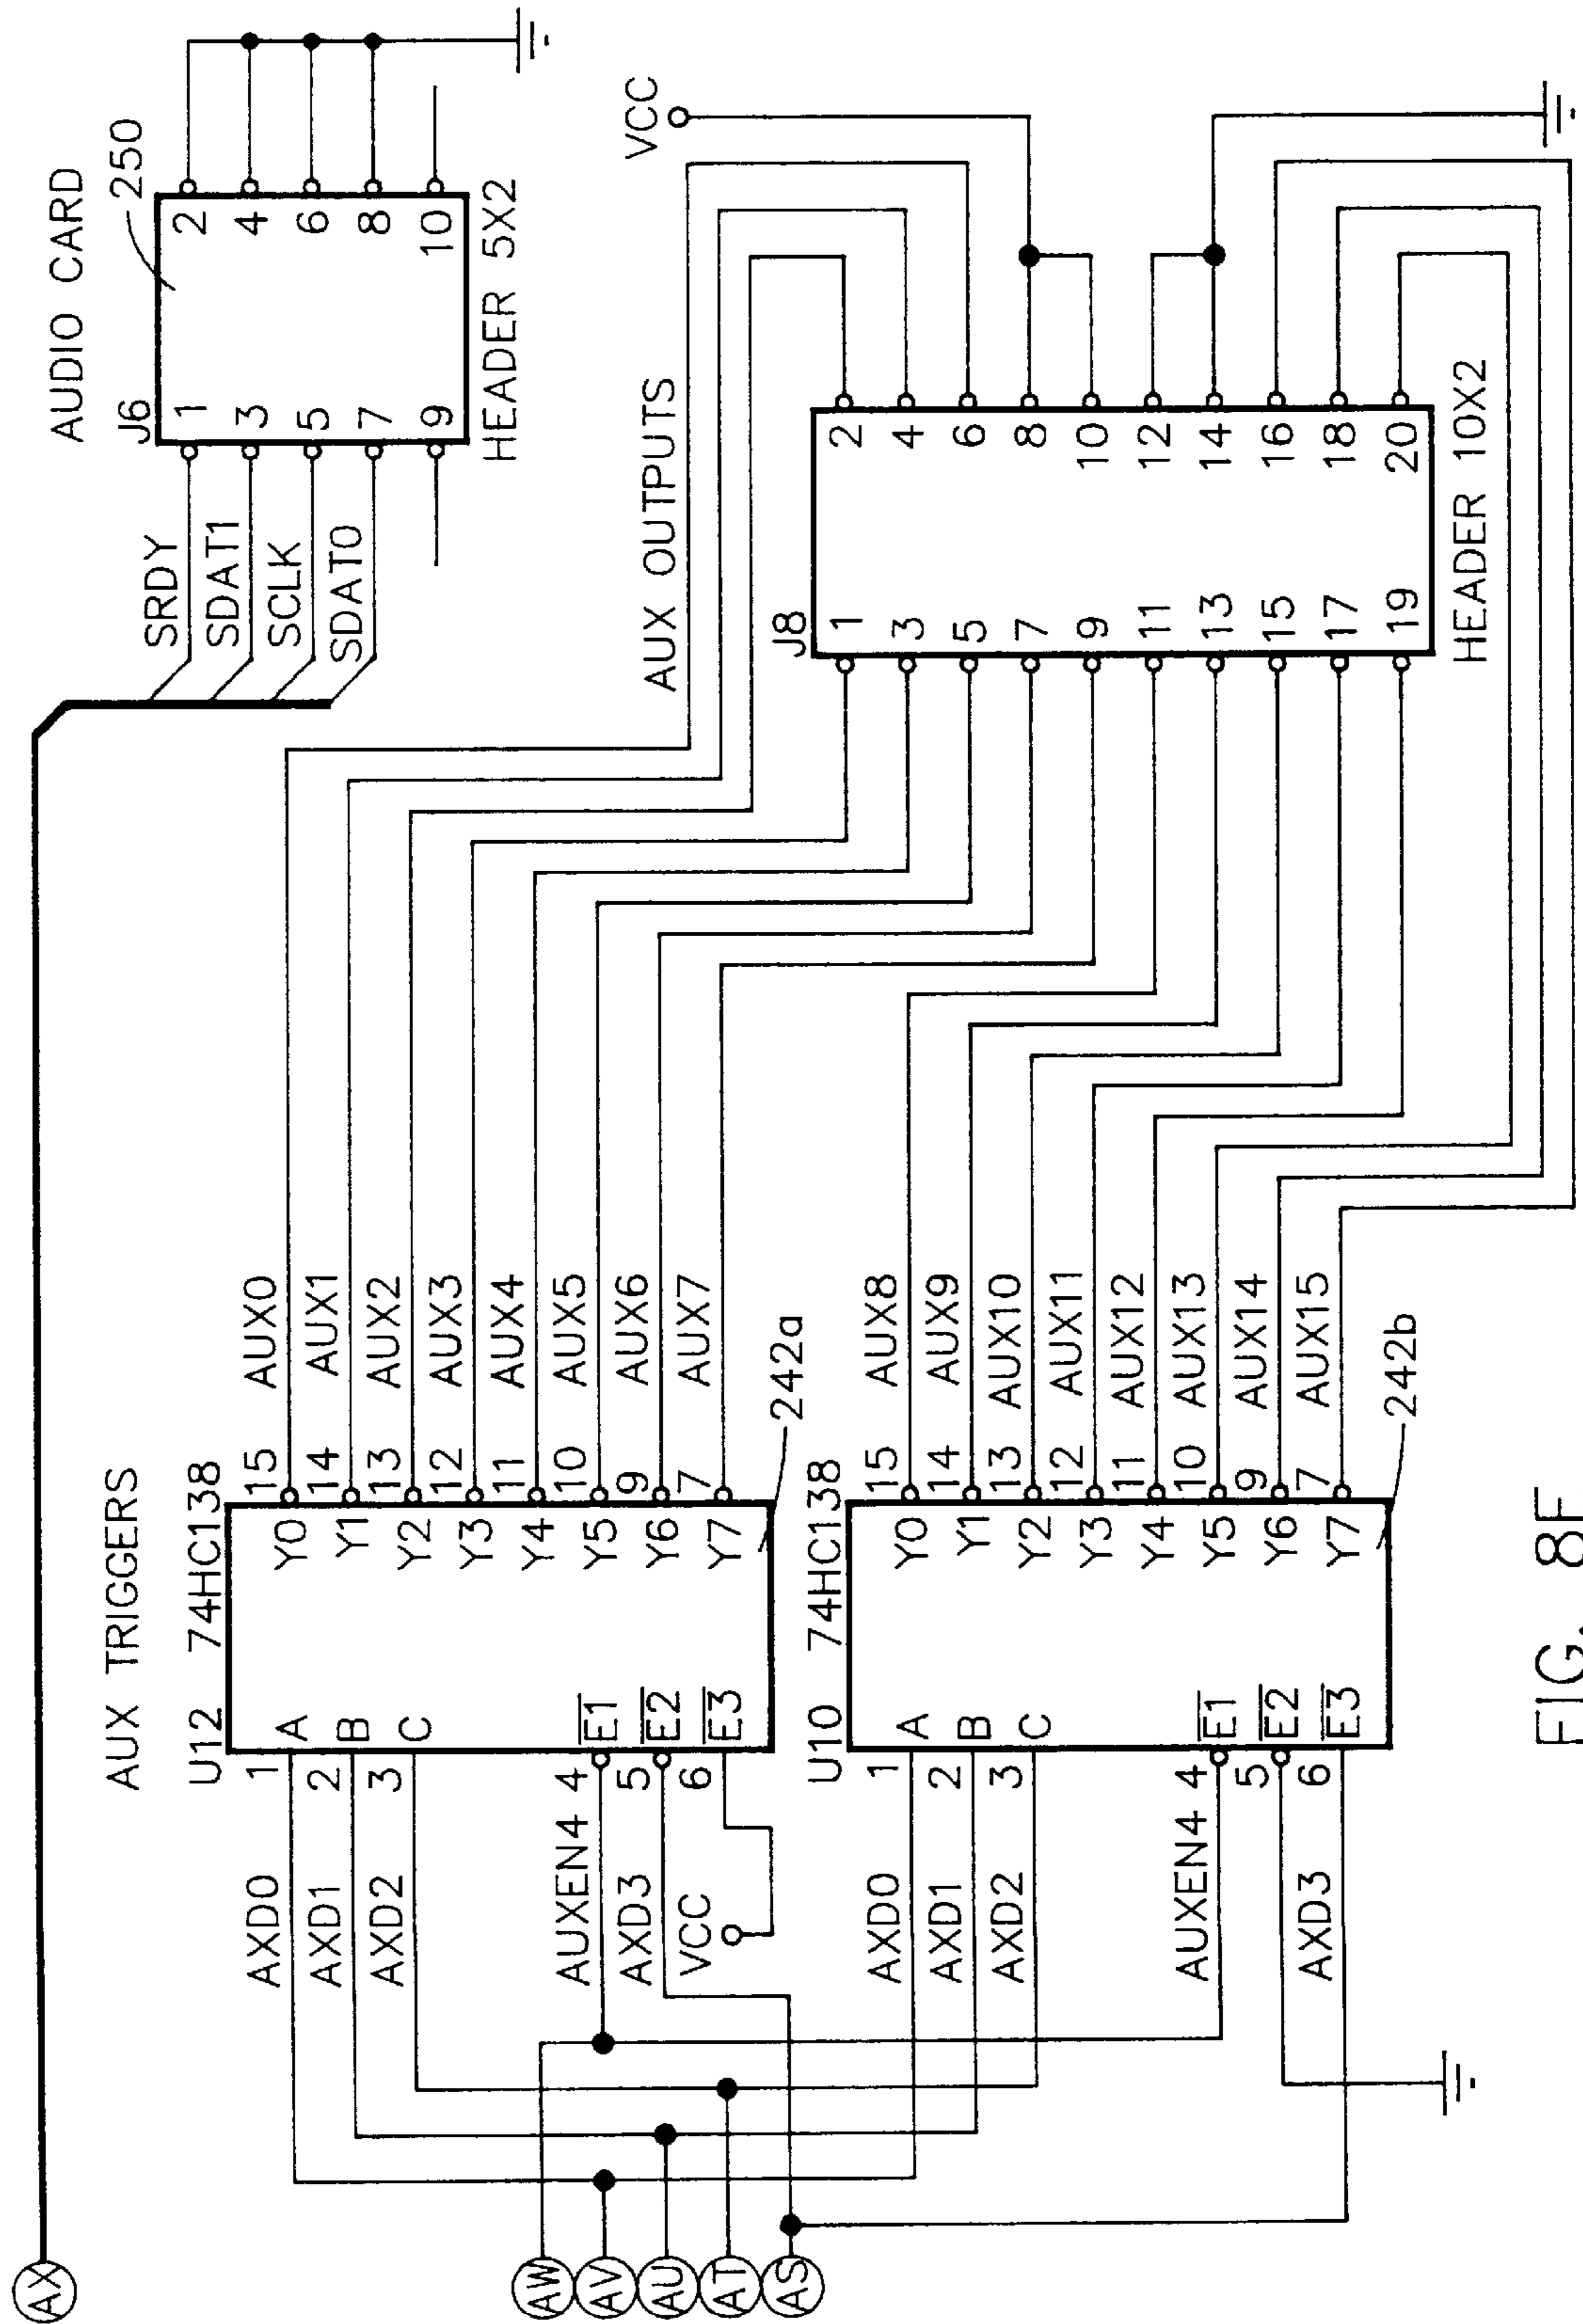 AX
AUDIO CARD
J6
250
1 2
3 4
5 6
7 8
9 10
HEADER 5X2
SRDY
SDAT1
SCLK
SDAT0
AUX TRIGGERS
U12 74HC138
AXD0 1 A Y0 15 AUX0
AXD1 2 B Y1 14 AUX1
AXD2 3 C Y2 13 AUX2
Y3 12 AUX3
Y4 11 AUX4
AUXEN4 4 E1 Y5 10 AUX5
AXD3 5 E2 Y6 9 AUX6
VCC 6 E3 Y7 7 AUX7
242a
U10 74HC138
AXD0 1 A Y0 15 AUX8
AXD1 2 B Y1 14 AUX9
AXD2 3 C Y2 13 AUX10
Y3 12 AUX11
Y4 11 AUX12
AUXEN4 4 E1 Y5 10 AUX13
5 E2 Y6 9 AUX14
AXD3 6 E3 Y7 7 AUX15
242b
AW
AV
AU
AT
AS
AUX OUTPUTS
VCC
J8
1 2
3 4
5 6
7 8
9 10
11 12
13 14
15 16
17 18
19 20
HEADER 10X2